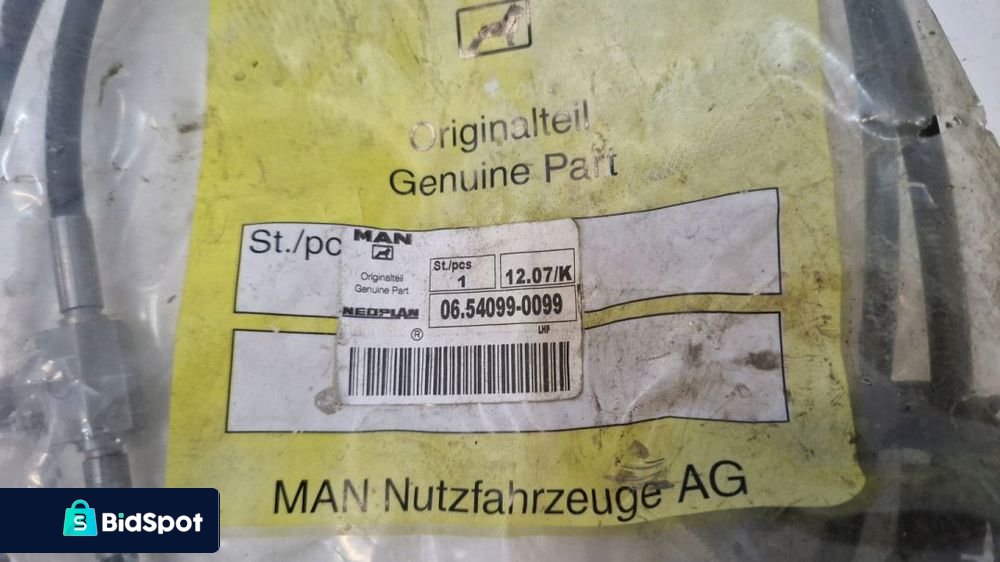 Originalteil
Genuine Part
St./pc
MAN
Originalteil
Genuine Part
NEOPLAN
®
St./pcs
1
12.07/K
06.54099-0099
LHP
MAN Nutzfahrzeuge AG
BidSpot